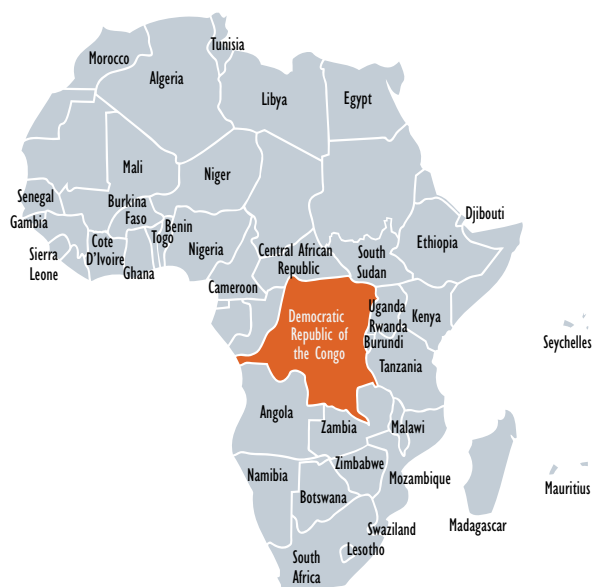 Tunisia
Morocco
Algeria
Libya
Egypt
Mali
Niger
Senegal
Burkina
Faso
Gambia
Djibouti
Benin
Togo
Cote
D'Ivoire
Nigeria
Ethiopia
Sierra
Leone
Ghana
Central African
Republic
South
Sudan
Cameroon
Uganda
Kenya
Democratic
Republic of
the Congo
Rwanda
Burundi
Seychelles
Tanzania
Angola
Zambia
Malawi
Zimbabwe
Namibia
Mozambique
Mauritius
Botswana
Madagascar
Swaziland
Lesotho
South
Africa